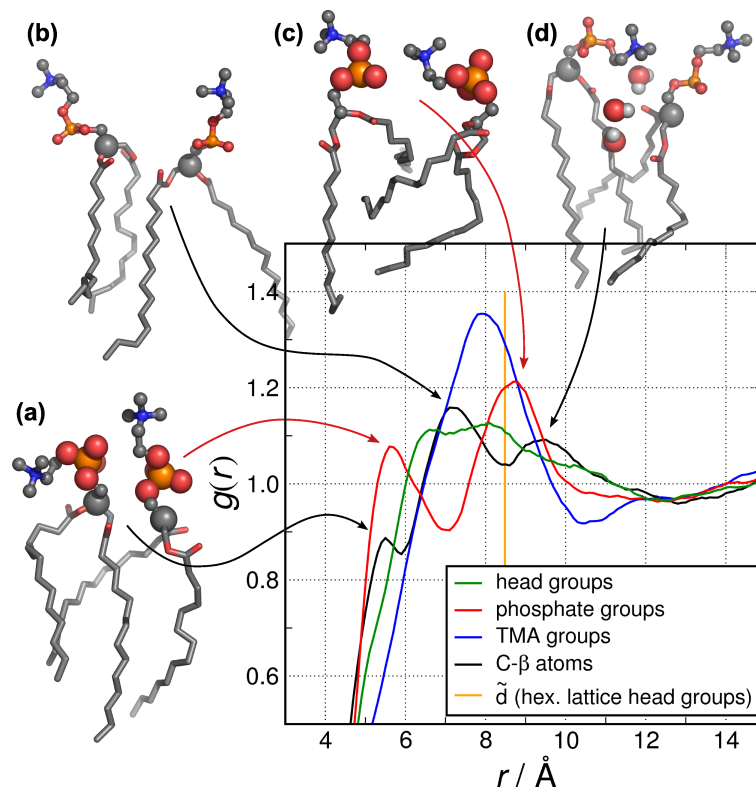 (b)
(c)
(d)
(a)
1.4
1.2
1.0
0.8
0.6
g(r)
head groups
phosphate groups
TMA groups
C-β atoms
d̃ (hex. lattice head groups)
4 6 8 10 12 14
r / Å